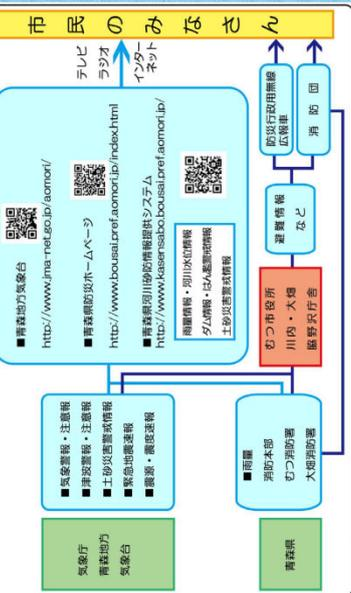 市民のみなさん
テレビ
ラジオ
インター
ネット
防災行政用無線
広報車
消防団
■青森地方気象台
http://www.jma-net.go.jp/aomori/
■青森県防災ホームページ
http://www.bousai.pref.aomori.jp/index.html
■青森県河川砂防情報提供システム
http://www.kasensabo.bousai.pref.aomori.jp/
雨量情報・河川水位情報
ダム情報・はん濫警戒情報
土砂災害警戒情報
避難情報
など
むつ市役所
川内・大畑
脇野沢庁舎
■気象警報・注意報
■津波警報・注意報
■土砂災害警戒情報
■緊急地震速報
■震源・震度速報
■雨量
消防本部
むつ消防署
大畑消防署
気象庁
青森地方
気象台
青森県